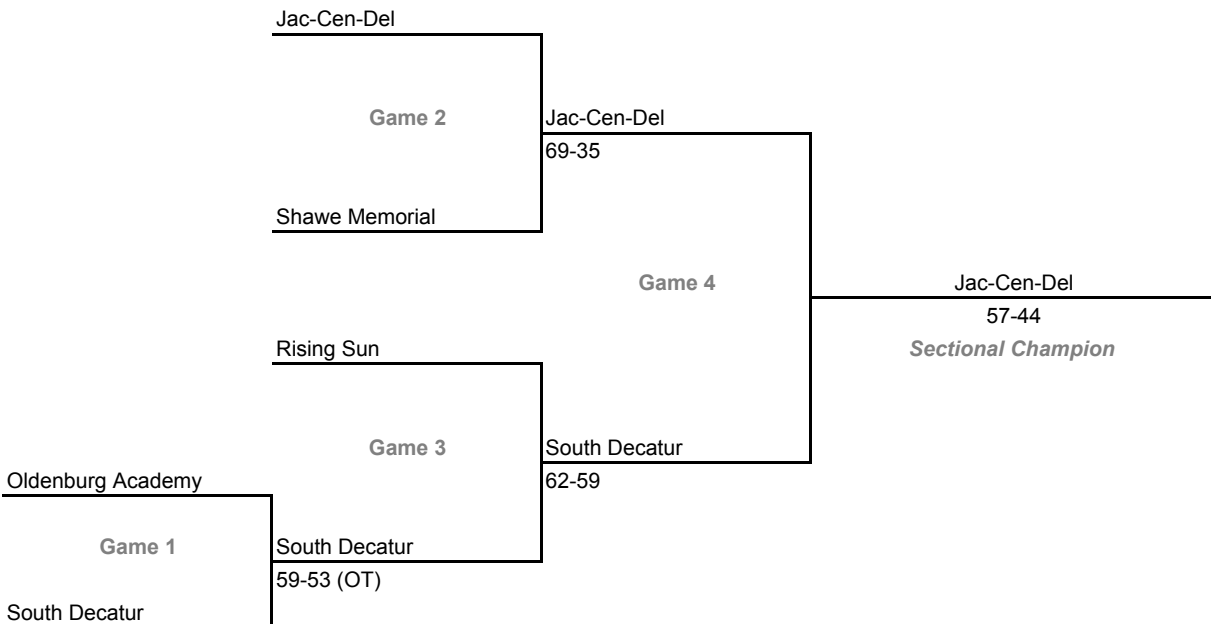 Jac-Cen-Del
Game 2
Jac-Cen-Del
69-35
Shawe Memorial
Game 4
Jac-Cen-Del
57-44
Rising Sun
Sectional Champion
Game 3
South Decatur
Oldenburg Academy
62-59
Game 1
South Decatur
59-53 (OT)
South Decatur